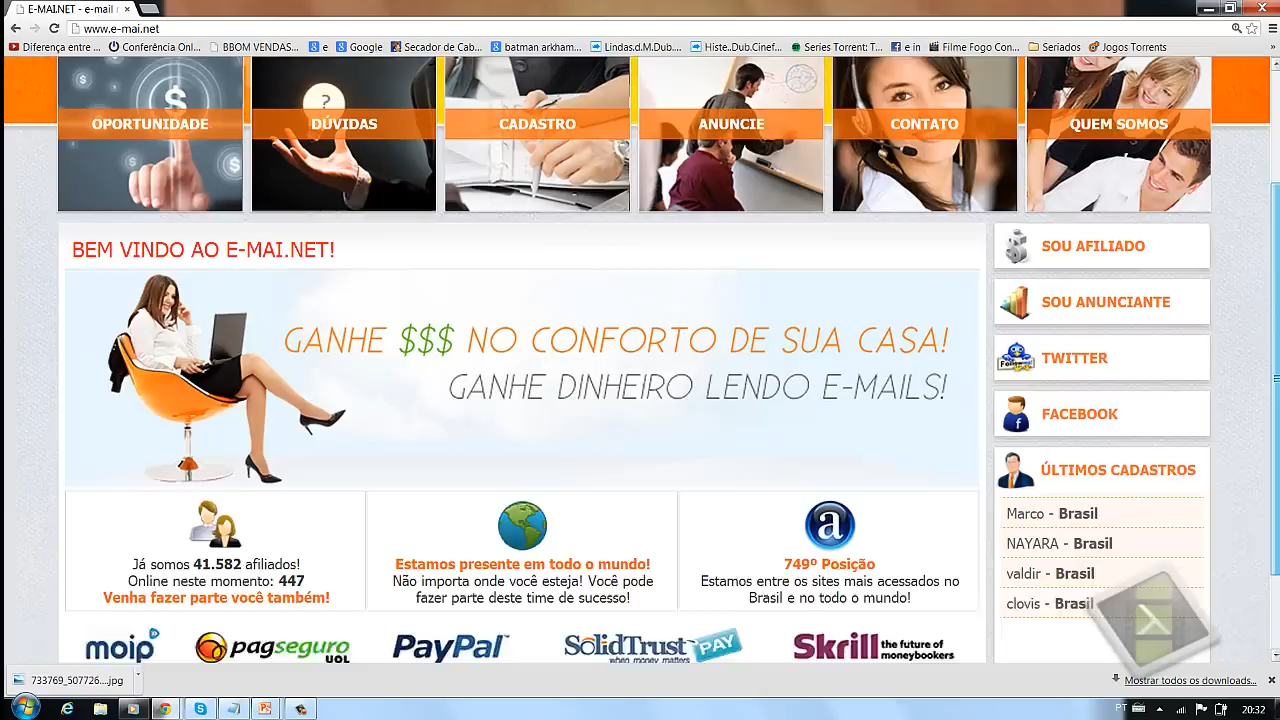 E-MAI.NET - e-mail r
www.e-mai.net
Diferença entre ...
Conferência Onl...
BBOM VENDAS...
e
Google
Secador de Cab...
batman arkham...
Lindas.d.M.Dub....
Histe..Dub.Cinef...
Series Torrent: T...
e in
Filme Fogo Con...
Seriados
Jogos Torrents
OPORTUNIDADE
DÚVIDAS
CADASTRO
ANUNCIE
CONTATO
QUEM SOMOS
BEM VINDO AO E-MAI.NET!
GANHE $$$ NO CONFORTO DE SUA CASA!
GANHE DINHEIRO LENDO E-MAILS!
Já somos 41.582 afiliados!
Online neste momento: 447
Venha fazer parte você também!
Estamos presente em todo o mundo!
Não importa onde você esteja! Você pode
fazer parte deste time de sucesso!
a
749º Posição
Estamos entre os sites mais acessados no
Brasil e no todo o mundo!
moip
pagseguro
UOL
PayPal
SolidTrust PAY
when money matters
Skrill the future of
moneybookers
SOU AFILIADO
SOU ANUNCIANTE
TWITTER
FACEBOOK
ÚLTIMOS CADASTROS
Marco - Brasil
NAYARA - Brasil
valdir - Brasil
clovis - Brasil
733769_507726....jpg
Mostrar todos os downloads...
PT
20:32